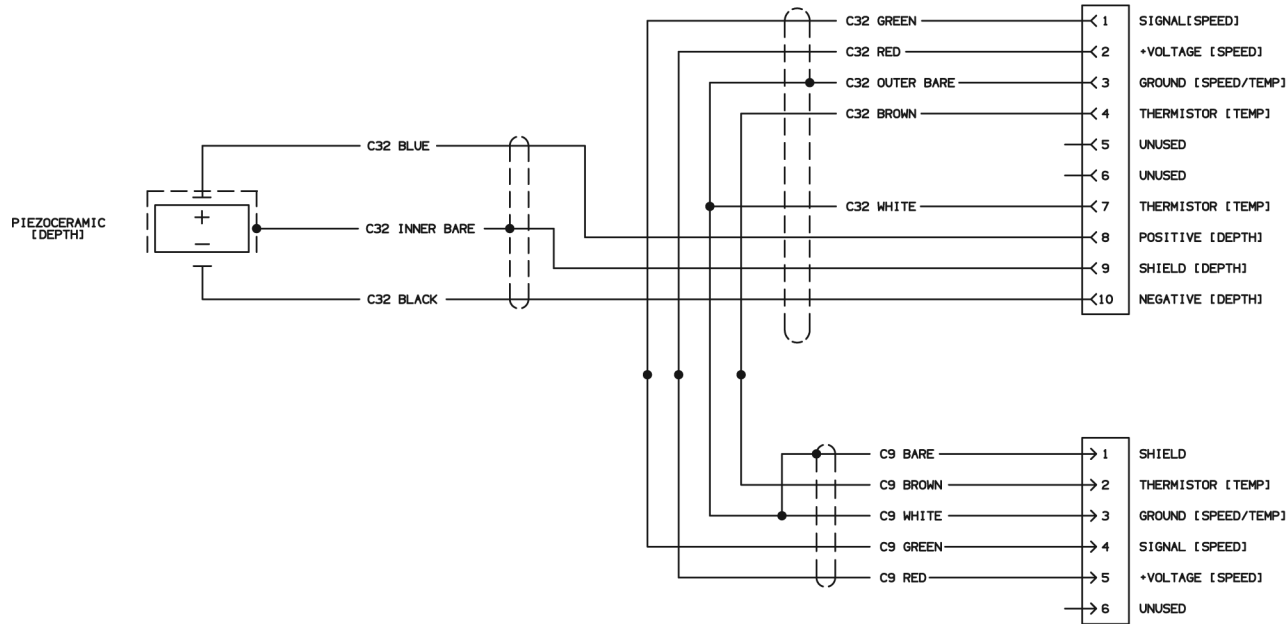 C32 GREEN 1 SIGNAL[SPEED]
C32 RED 2 +VOLTAGE [SPEED]
C32 OUTER BARE 3 GROUND [SPEED/TEMP]
C32 BROWN 4 THERMISTOR [TEMP]
5 UNUSED
6 UNUSED
C32 WHITE 7 THERMISTOR [TEMP]
8 POSITIVE [DEPTH]
9 SHIELD [DEPTH]
10 NEGATIVE [DEPTH]
C32 BLUE
PIEZOCERAMIC
[DEPTH]
+
−
C32 INNER BARE
C32 BLACK
C9 BARE 1 SHIELD
C9 BROWN 2 THERMISTOR [TEMP]
C9 WHITE 3 GROUND [SPEED/TEMP]
C9 GREEN 4 SIGNAL [SPEED]
C9 RED 5 +VOLTAGE [SPEED]
6 UNUSED